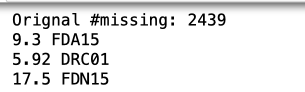 Orignal #missing: 2439
9.3 FDA15
5.92 DRC01
17.5 FDN15